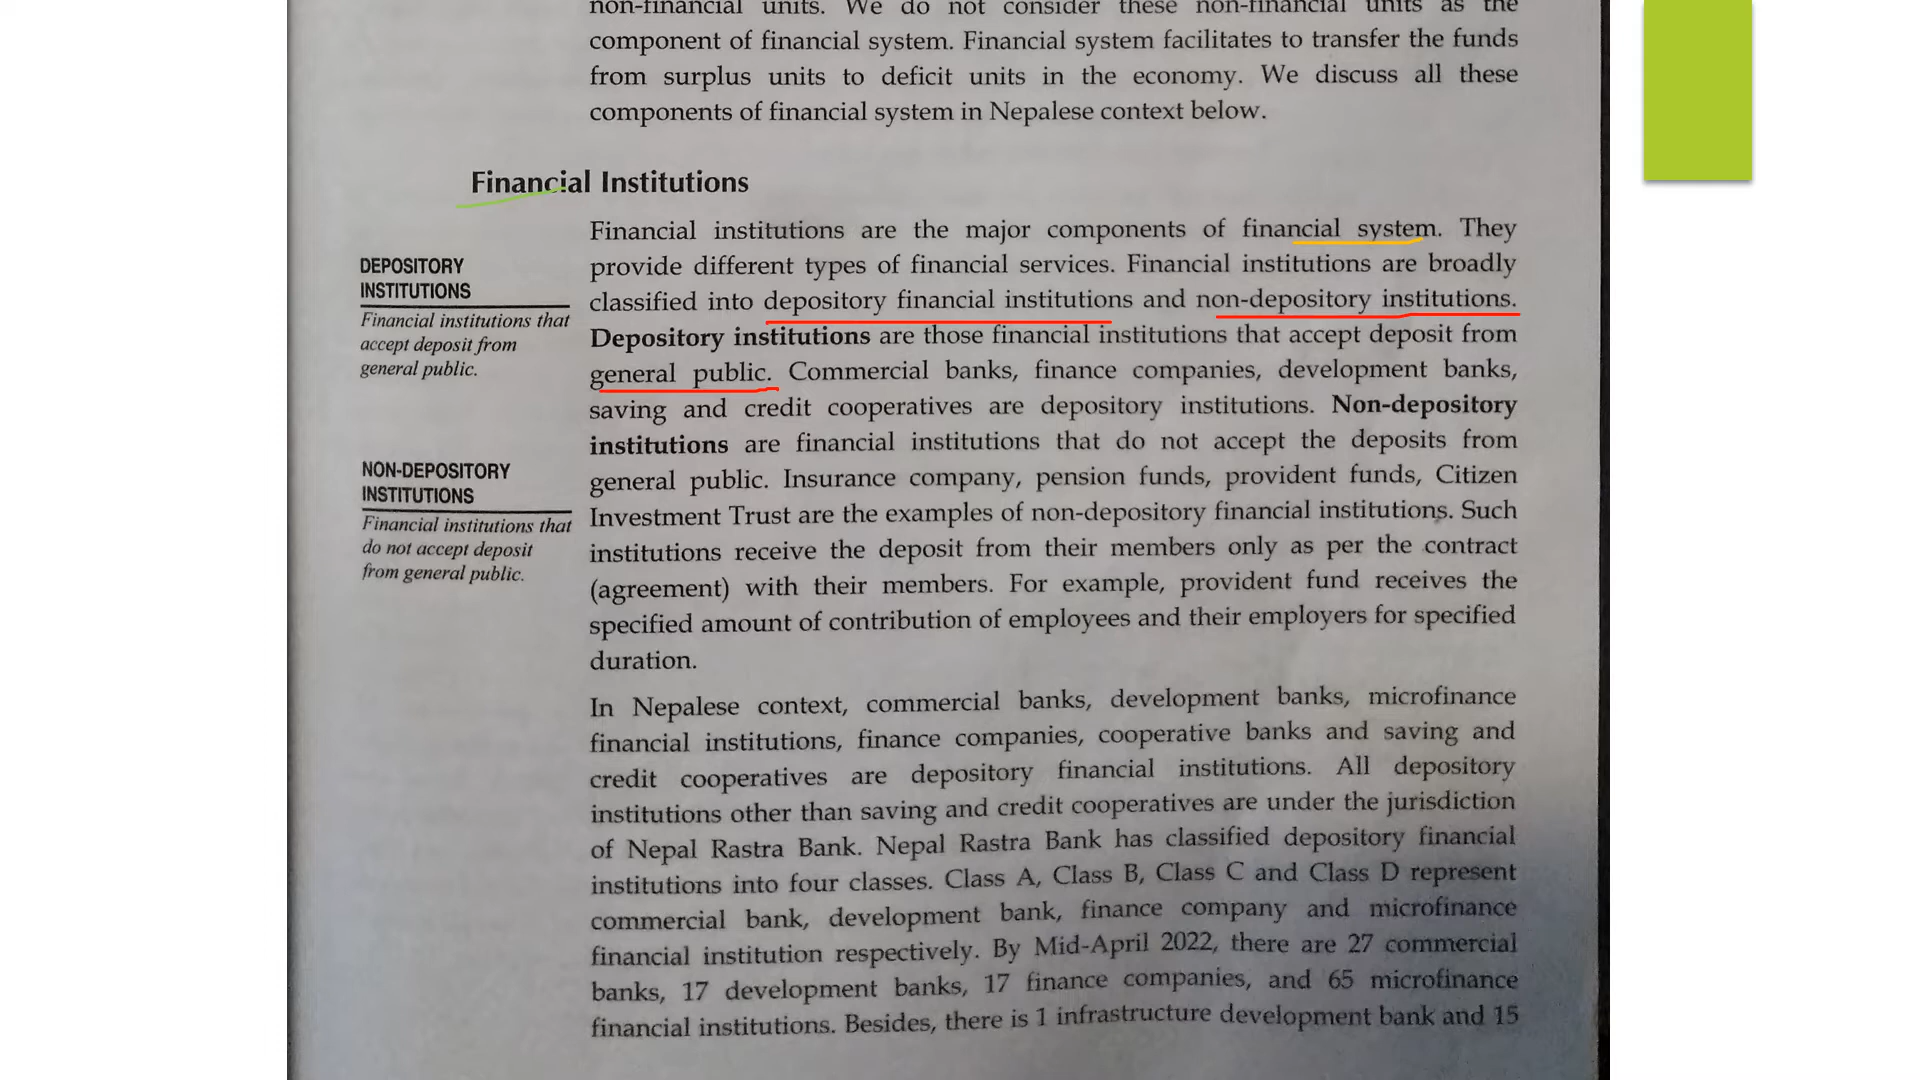 non-financial units. We do not consider these non-financial units as the
component of financial system. Financial system facilitates to transfer the funds
from surplus units to deficit units in the economy. We discuss all these
components of financial system in Nepalese context below.
Financial Institutions
DEPOSITORY
INSTITUTIONS
Financial institutions that
accept deposit from
general public.
NON-DEPOSITORY
INSTITUTIONS
Financial institutions that
do not accept deposit
from general public.
Financial institutions are the major components of financial system. They
provide different types of financial services. Financial institutions are broadly
classified into depository financial institutions and non-depository institutions.
Depository institutions are those financial institutions that accept deposit from
general public. Commercial banks, finance companies, development banks,
saving and credit cooperatives are depository institutions. Non-depository
institutions are financial institutions that do not accept the deposits from
general public. Insurance company, pension funds, provident funds, Citizen
Investment Trust are the examples of non-depository financial institutions. Such
institutions receive the deposit from their members only as per the contract
(agreement) with their members. For example, provident fund receives the
specified amount of contribution of employees and their employers for specified
duration.
In Nepalese context, commercial banks, development banks, microfinance
financial institutions, finance companies, cooperative banks and saving and
credit cooperatives are depository financial institutions. All depository
institutions other than saving and credit cooperatives are under the jurisdiction
of Nepal Rastra Bank. Nepal Rastra Bank has classified depository financial
institutions into four classes. Class A, Class B, Class C and Class D represent
commercial bank, development bank, finance company and microfinance
financial institution respectively. By Mid-April 2022, there are 27 commercial
banks, 17 development banks, 17 finance companies, and 65 microfinance
financial institutions. Besides, there is 1 infrastructure development bank and 15